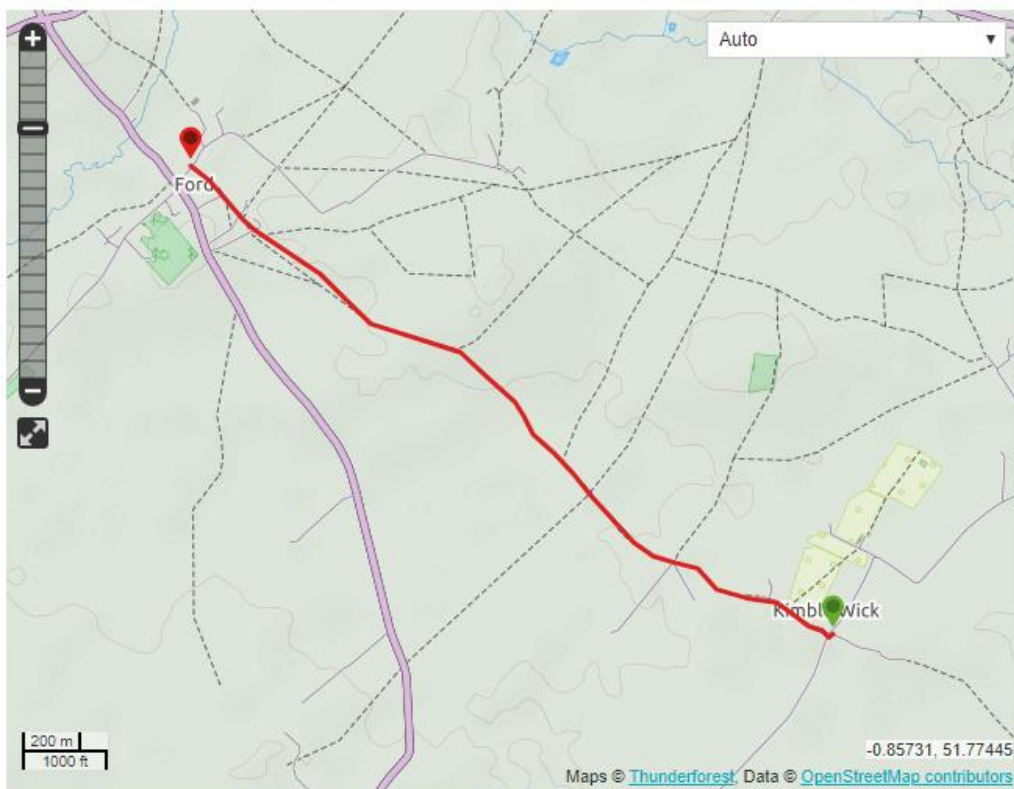 Auto
Ford
Kimble Wick
200 m
1000 ft
-0.85731, 51.77445
Maps © Thunderforest, Data © OpenStreetMap contributors